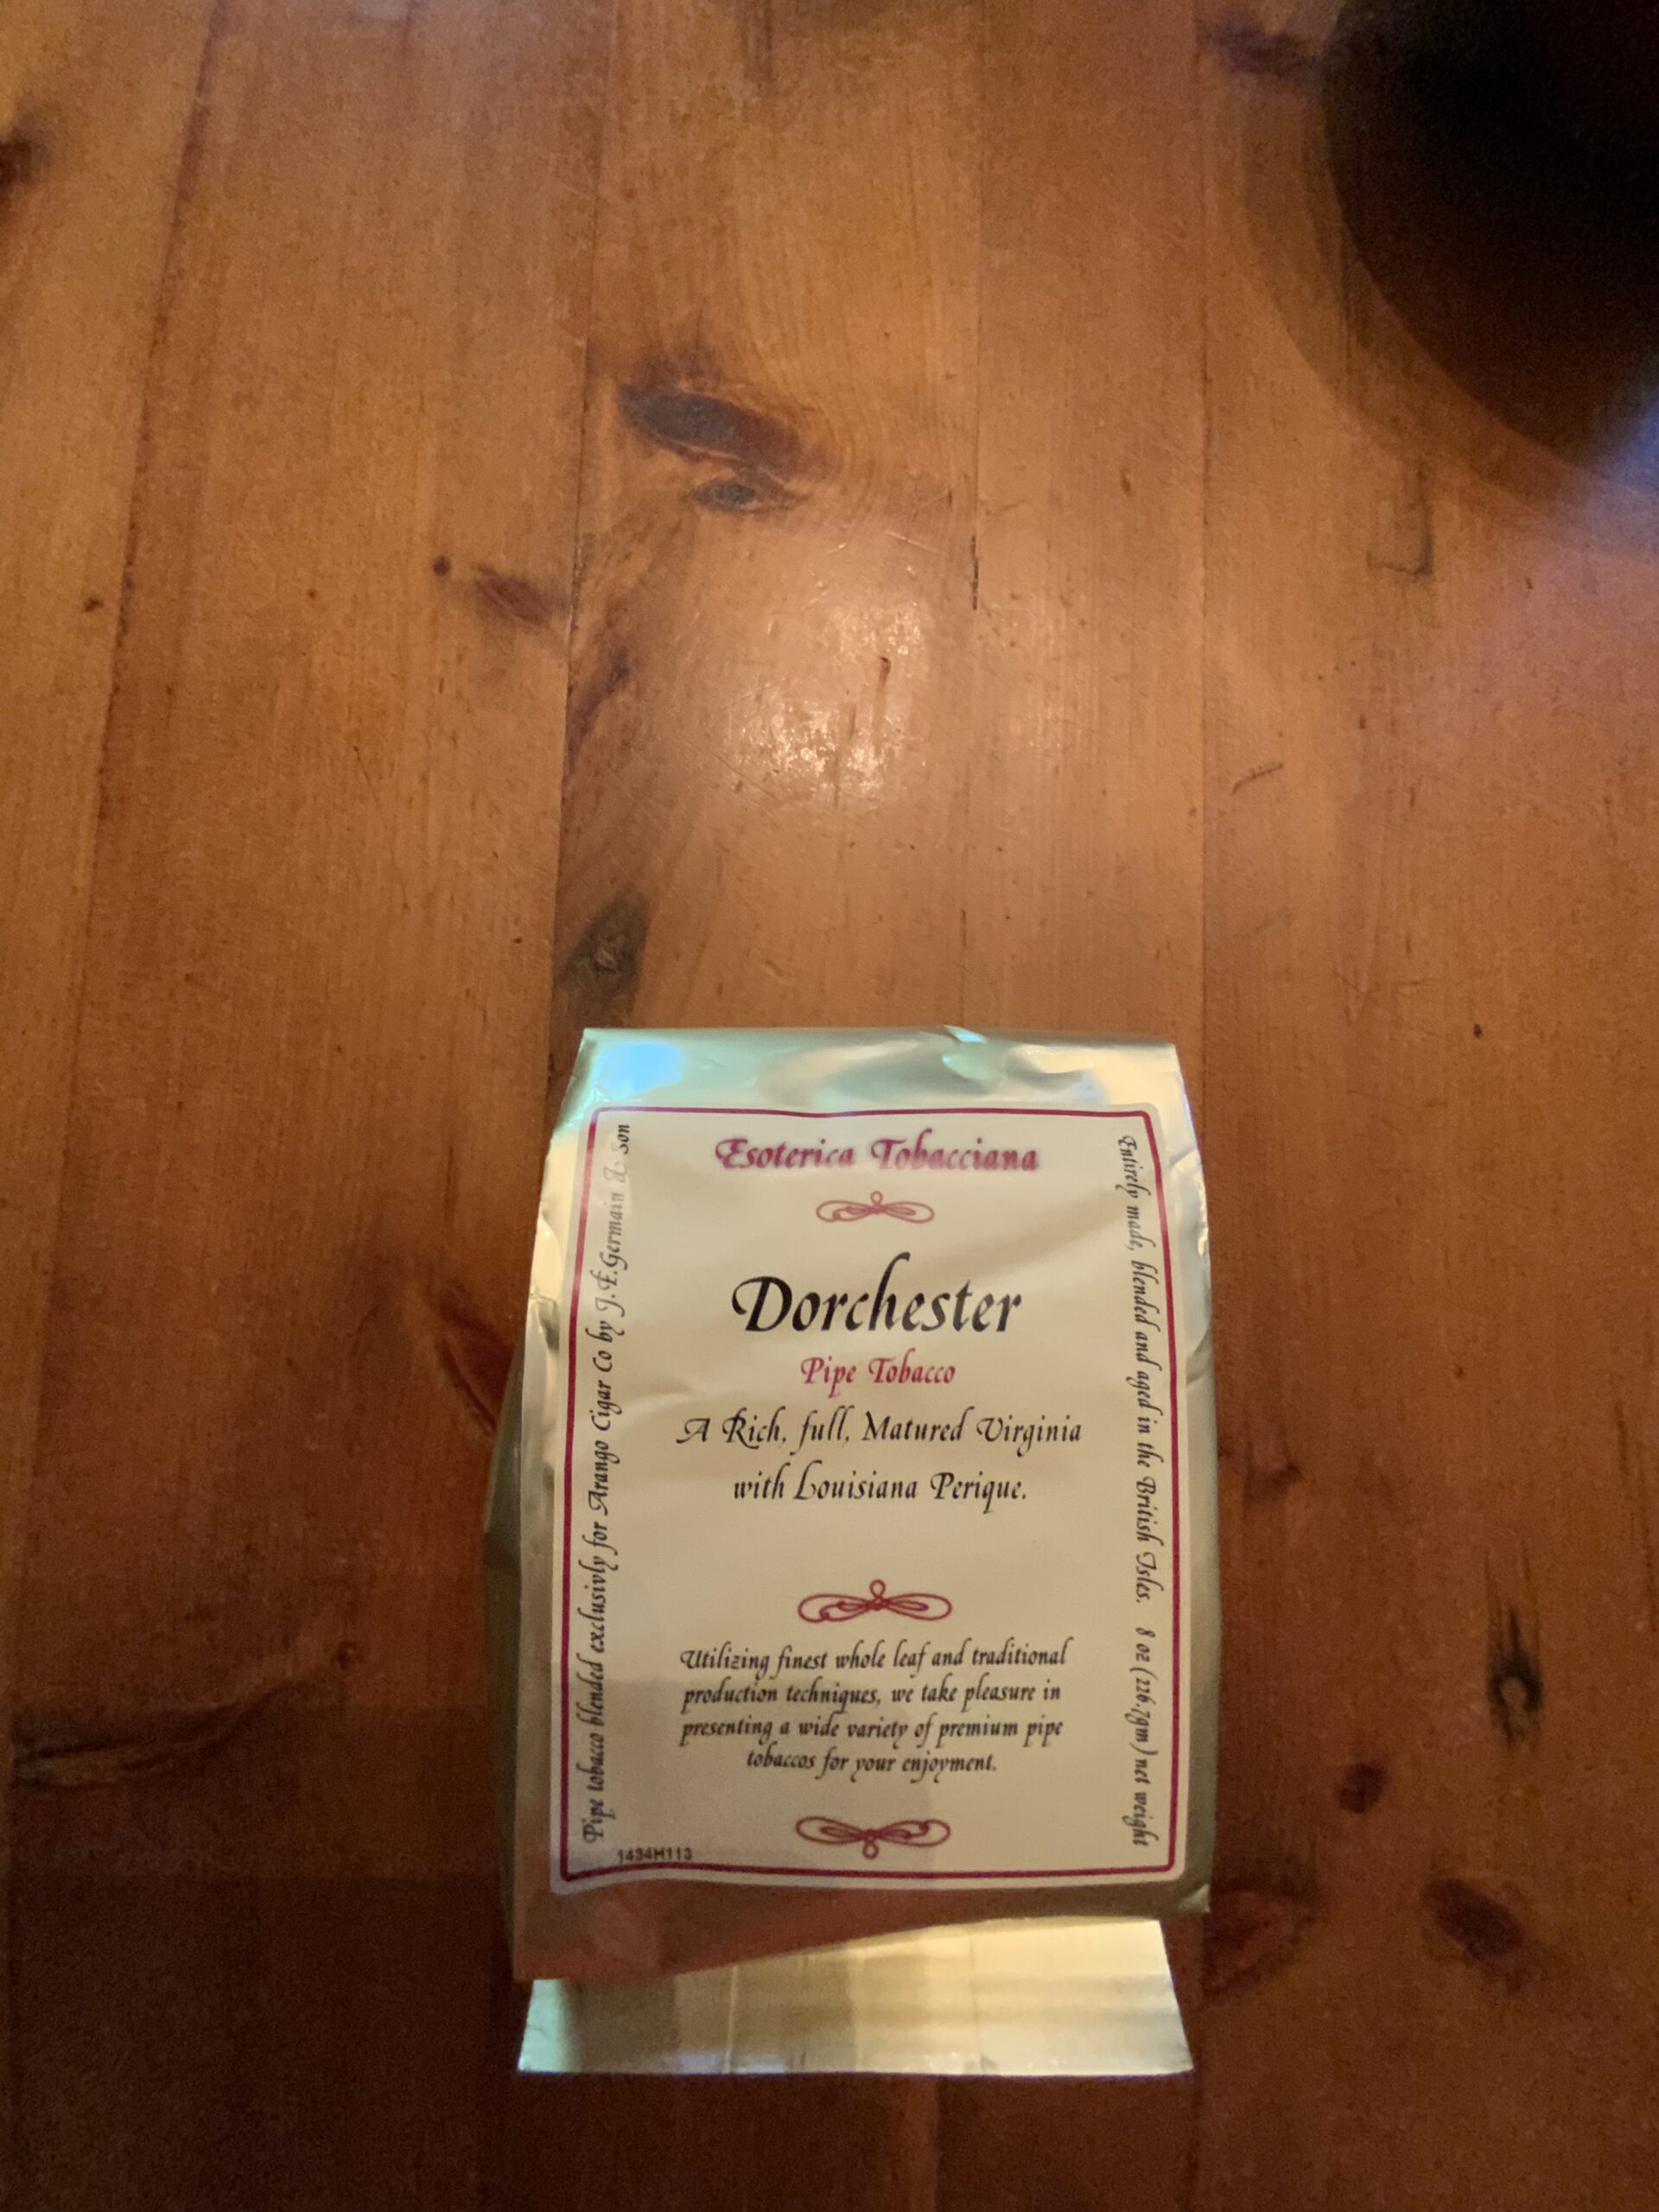 Esoterica Tobacciana
Dorchester
Pipe Tobacco
A Rich, full, Matured Virginia
with Louisiana Perique.
Utilizing finest whole leaf and traditional
production techniques, we take pleasure in
presenting a wide variety of premium pipe
tobaccos for your enjoyment.
Pipe tobacco blended exclusivly for Arango Cigar Co by J.F.Germain & Son
Entirely made, blended and aged in the British Isles. 8 oz (226.7gm) net weight
1434H113